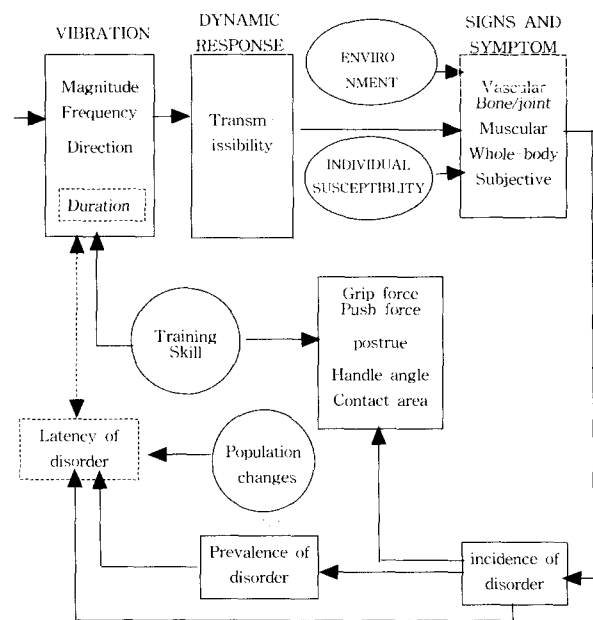 VIBRATION
Magnitude
Frequency
Direction
Duration
DYNAMIC
RESPONSE
Transm-
issibility
ENVIRO
NMENT
INDIVIDUAL
SUSCEPTIBLITY
SIGNS AND
SYMPTOM
Vascular
Bone/joint
Muscular
Whole-body
Subjective
Training
Skill
Grip force
Push force
postrue
Handle angle
Contact area
Latency of
disorder
Population
changes
Prevalence of
disorder
incidence of
disorder